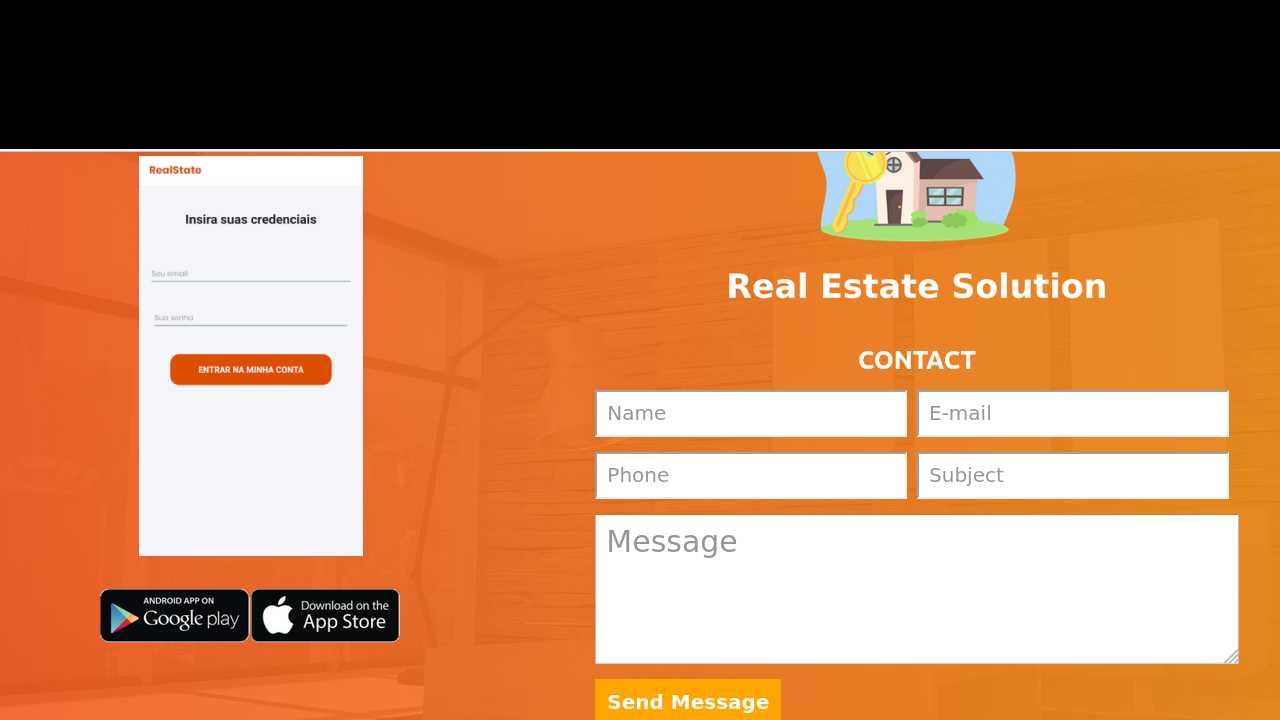 RealState
Insira suas credenciais
Seu email
Sua senha
ENTRAR NA MINHA CONTA
ANDROID APP ON
Google play
Download on the
App Store
Real Estate Solution
CONTACT
Name
E-mail
Phone
Subject
Message
Send Message